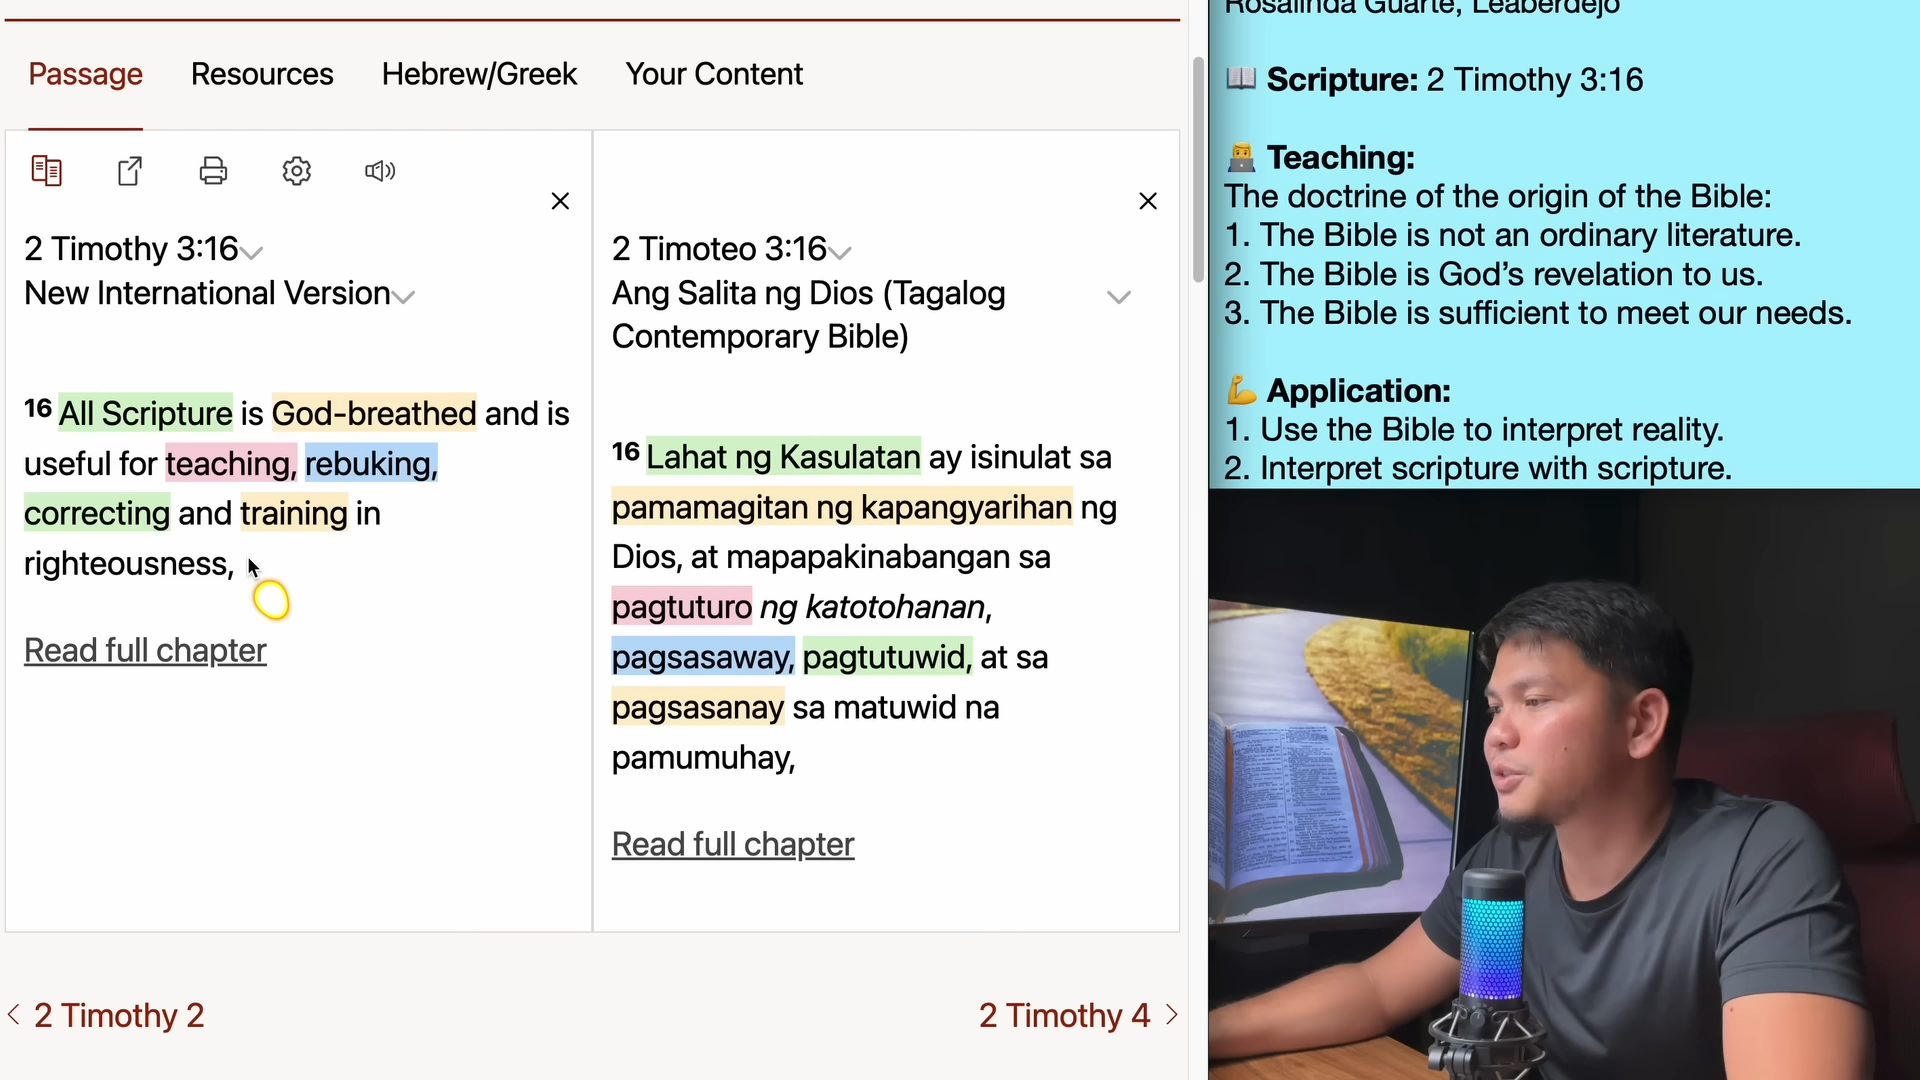 Passage Resources Hebrew/Greek Your Content
2 Timothy 3:16
New International Version
16 All Scripture is God-breathed and is
useful for teaching, rebuking,
correcting and training in
righteousness,
Read full chapter
2 Timoteo 3:16
Ang Salita ng Dios (Tagalog
Contemporary Bible)
16 Lahat ng Kasulatan ay isinulat sa
pamamagitan ng kapangyarihan ng
Dios, at mapapakinabangan sa
pagtuturo ng katotohanan,
pagsasaway, pagtutuwid, at sa
pagsasanay sa matuwid na
pamumuhay,
Read full chapter
< 2 Timothy 2
2 Timothy 4 >
Rosalinda Guarte, Leaberdejo
📖 Scripture: 2 Timothy 3:16
👨‍💻 Teaching:
The doctrine of the origin of the Bible:
1. The Bible is not an ordinary literature.
2. The Bible is God’s revelation to us.
3. The Bible is sufficient to meet our needs.
💪 Application:
1. Use the Bible to interpret reality.
2. Interpret scripture with scripture.